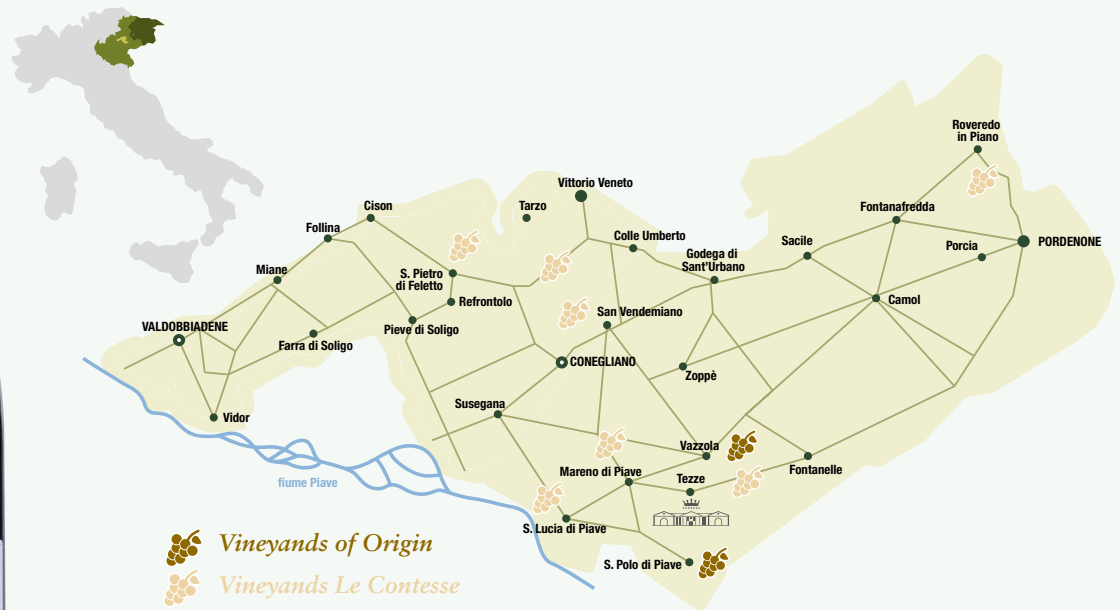 Roveredo
in Piano
Vittorio Veneto
Cison
Tarzo
Fontanafredda
Follina
Colle Umberto
Sacile
Porcia
PORDENONE
Godega di
Sant'Urbano
Miane
S. Pietro
di Feletto
Refrontolo
Camol
San Vendemiano
VALDOBBIADENE
Pieve di Soligo
Farra di Soligo
CONEGLIANO
Zoppè
Susegana
Vidor
Vazzola
Mareno di Piave
Tezze
Fontanelle
fiume Piave
S. Lucia di Piave
S. Polo di Piave
Vineyands of Origin
Vineyands Le Contesse